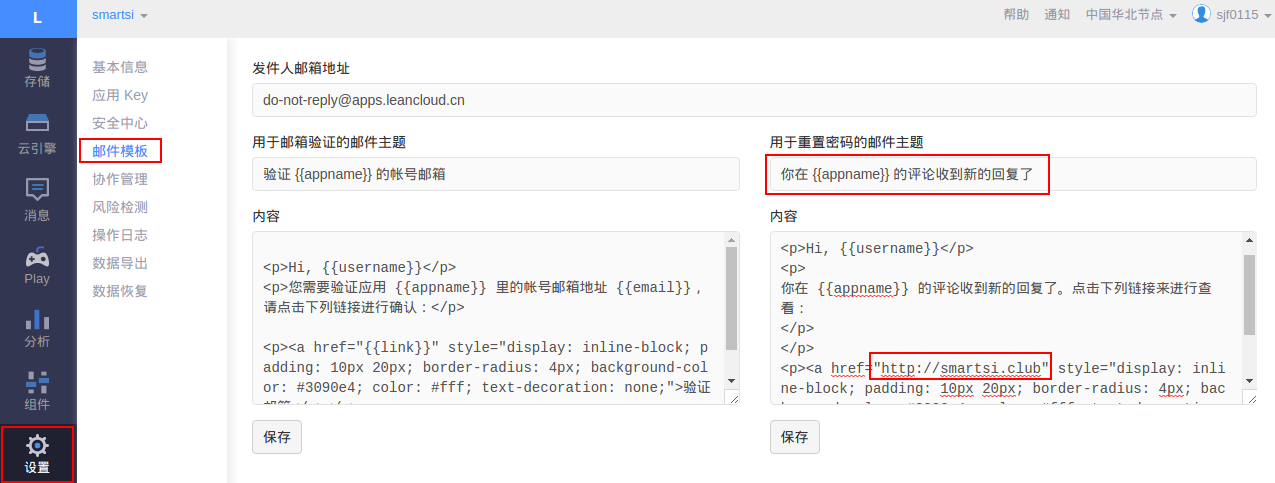 L
smartsi
帮助 通知 中国华北节点 sjf0115
存储
云引擎
消息
Play
分析
组件
设置
基本信息
应用 Key
安全中心
邮件模板
协作管理
风险检测
操作日志
数据导出
数据恢复
发件人邮箱地址
do-not-reply@apps.leancloud.cn
用于邮箱验证的邮件主题
验证 {{appname}} 的帐号邮箱
内容
<p>Hi, {{username}}</p>
<p>您需要验证应用 {{appname}} 里的帐号邮箱地址 {{email}}，
请点击下列链接进行确认：</p>
<p><a href="{{link}}" style="display: inline-block; p
adding: 10px 20px; border-radius: 4px; background-col
or: #3090e4; color: #fff; text-decoration: none;">验证
保存
用于重置密码的邮件主题
你在 {{appname}} 的评论收到新的回复了
内容
<p>Hi, {{username}}</p>
<p>
你在 {{appname}} 的评论收到新的回复了。点击下列链接来进行查
看：
</p>
</p>
<p><a href="http://smartsi.club" style="display: inli
ne-block; padding: 10px 20px; border-radius: 4px; bac
保存